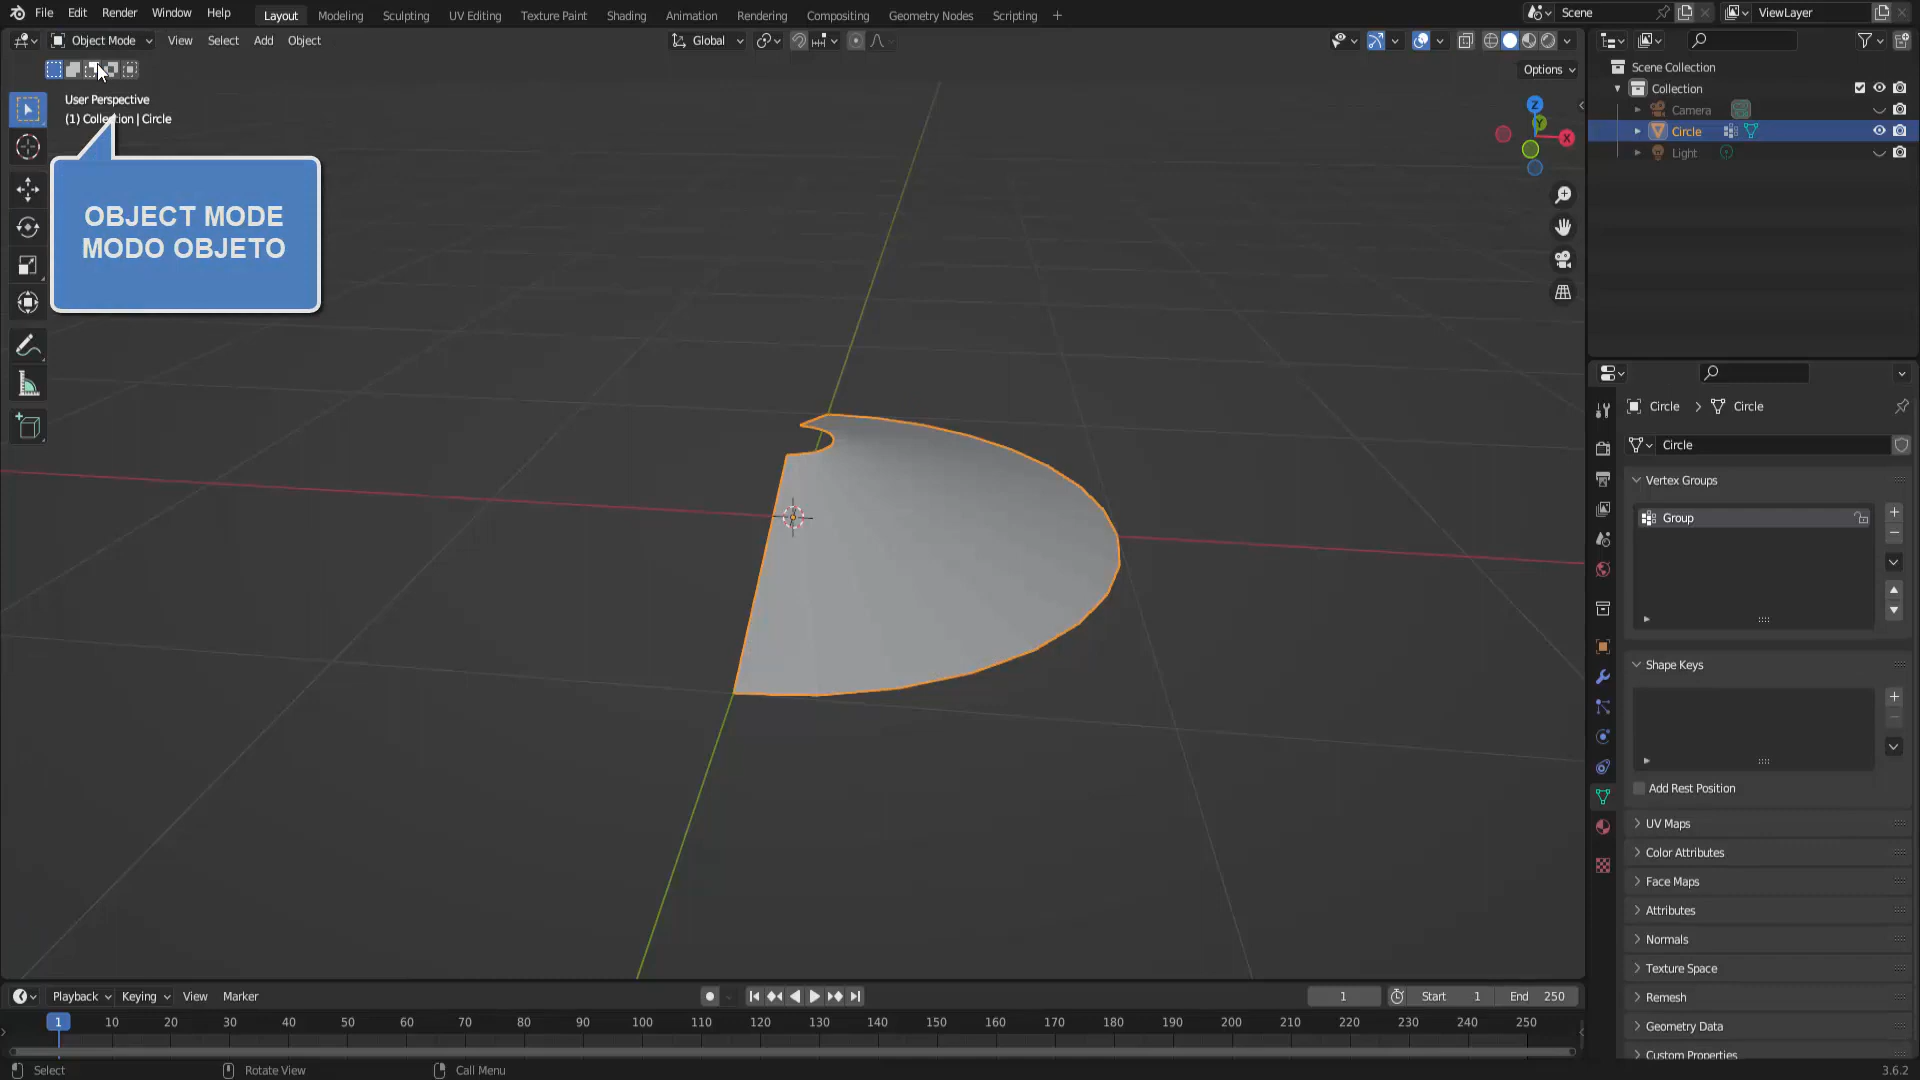 File Edit Render Window Help Layout Modeling Sculpting UV Editing Texture Paint Shading Animation Rendering Compositing Geometry Nodes Scripting + Scene ViewLayer
Object Mode View Select Add Object Global
Options
User Perspective
(1) Collection | Circle
OBJECT MODE
MODO OBJETO
Z
Y
X
Scene Collection
Collection
Camera
Circle
Light
Circle > Circle
Circle
Vertex Groups
Group
Shape Keys
Add Rest Position
UV Maps
Color Attributes
Face Maps
Attributes
Normals
Texture Space
Remesh
Geometry Data
Custom Properties
Playback Keying View Marker 1 Start 1 End 250
1 10 20 30 40 50 60 70 80 90 100 110 120 130 140 150 160 170 180 190 200 210 220 230 240 250
Select Rotate View Call Menu 3.6.2